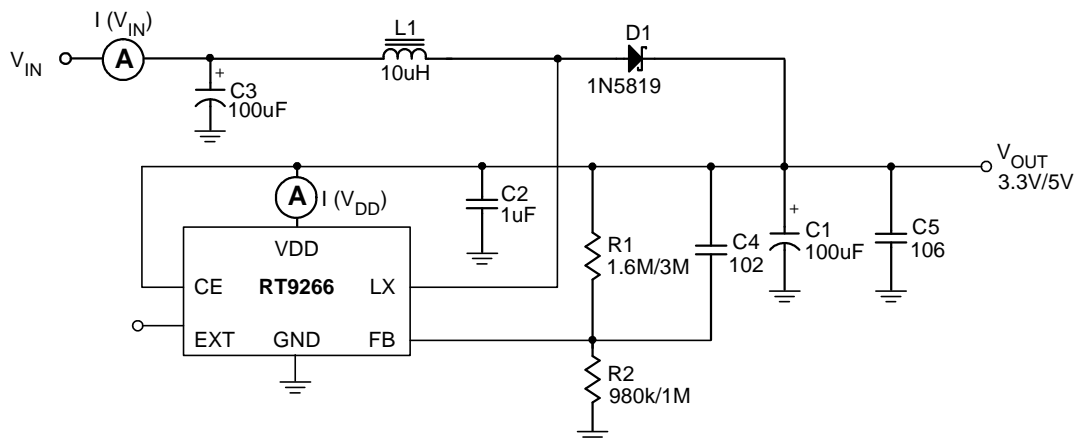 I (V_IN)
V_IN
A
+
C3
100uF
L1
10uH
D1
1N5819
V_OUT
3.3V/5V
A
I (V_DD)
C2
1uF
R1
1.6M/3M
C4
102
+
C1
100uF
C5
106
VDD
CE
RT9266
LX
EXT
GND
FB
R2
980k/1M